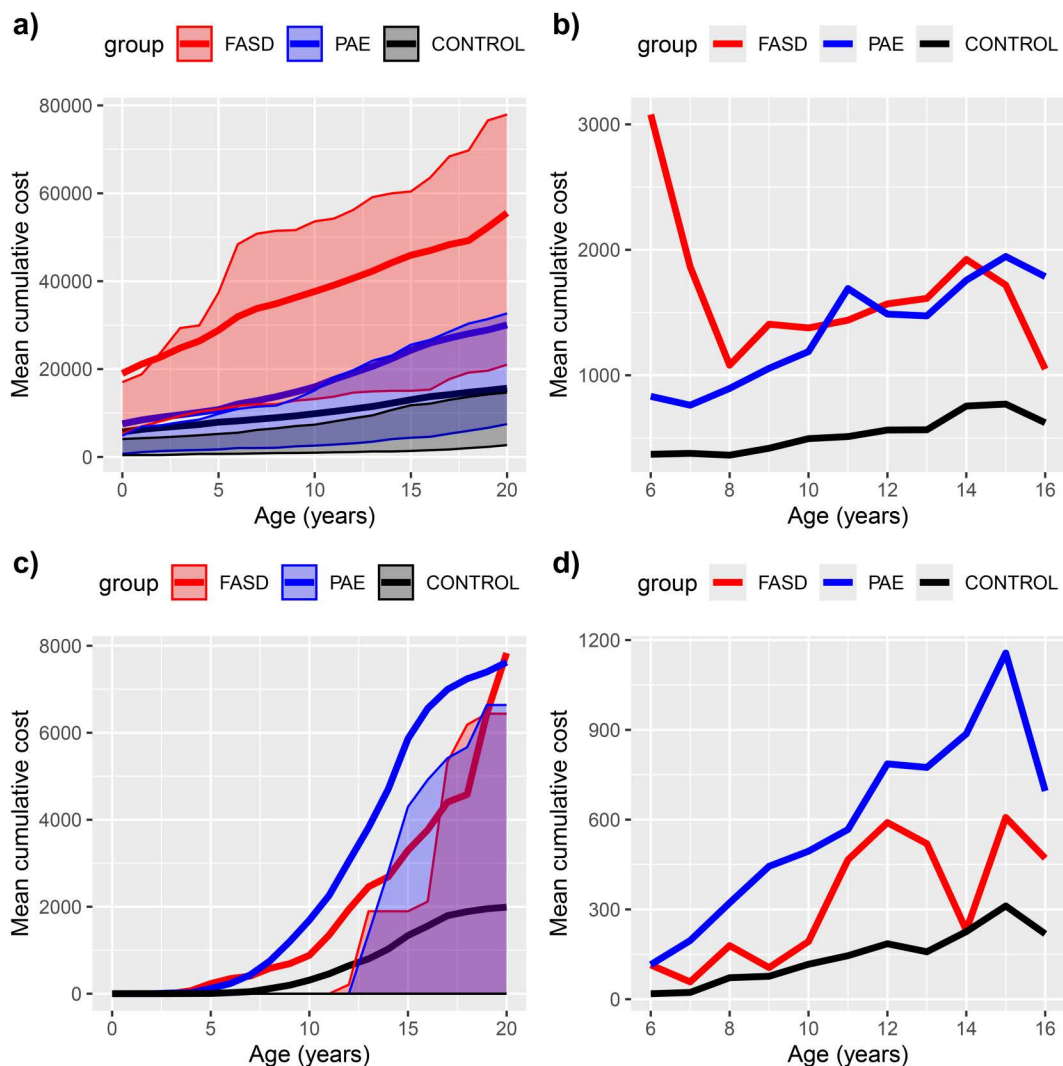 a)
group FASD PAE CONTROL
Mean cumulative cost
80000
60000
40000
20000
0
0 5 10 15 20
Age (years)
b)
group FASD PAE CONTROL
Mean cumulative cost
3000
2000
1000
6 8 10 12 14 16
Age (years)
c)
group FASD PAE CONTROL
Mean cumulative cost
8000
6000
4000
2000
0
0 5 10 15 20
Age (years)
d)
group FASD PAE CONTROL
Mean cumulative cost
1200
900
600
300
0
6 8 10 12 14 16
Age (years)